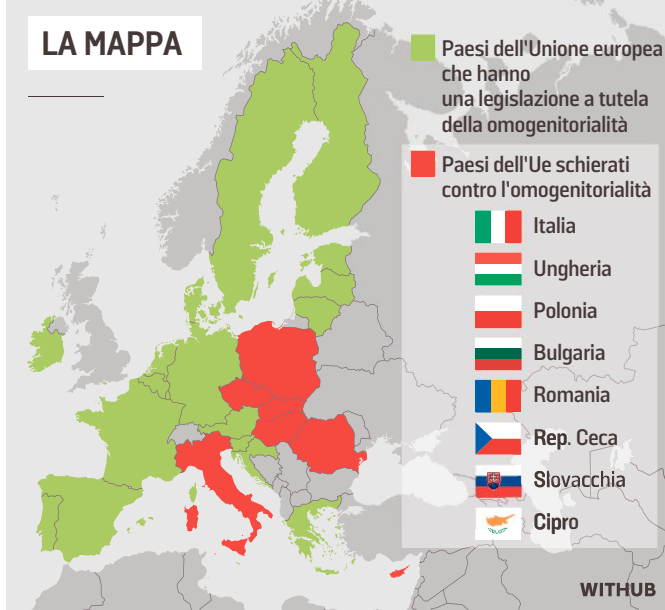 LA MAPPA
Paesi dell'Unione europea
che hanno
una legislazione a tutela
della omogenitorialità
Paesi dell'Ue schierati
contro l'omogenitorialità
Italia
Ungheria
Polonia
Bulgaria
Romania
Rep. Ceca
Slovacchia
Cipro
WITHUB